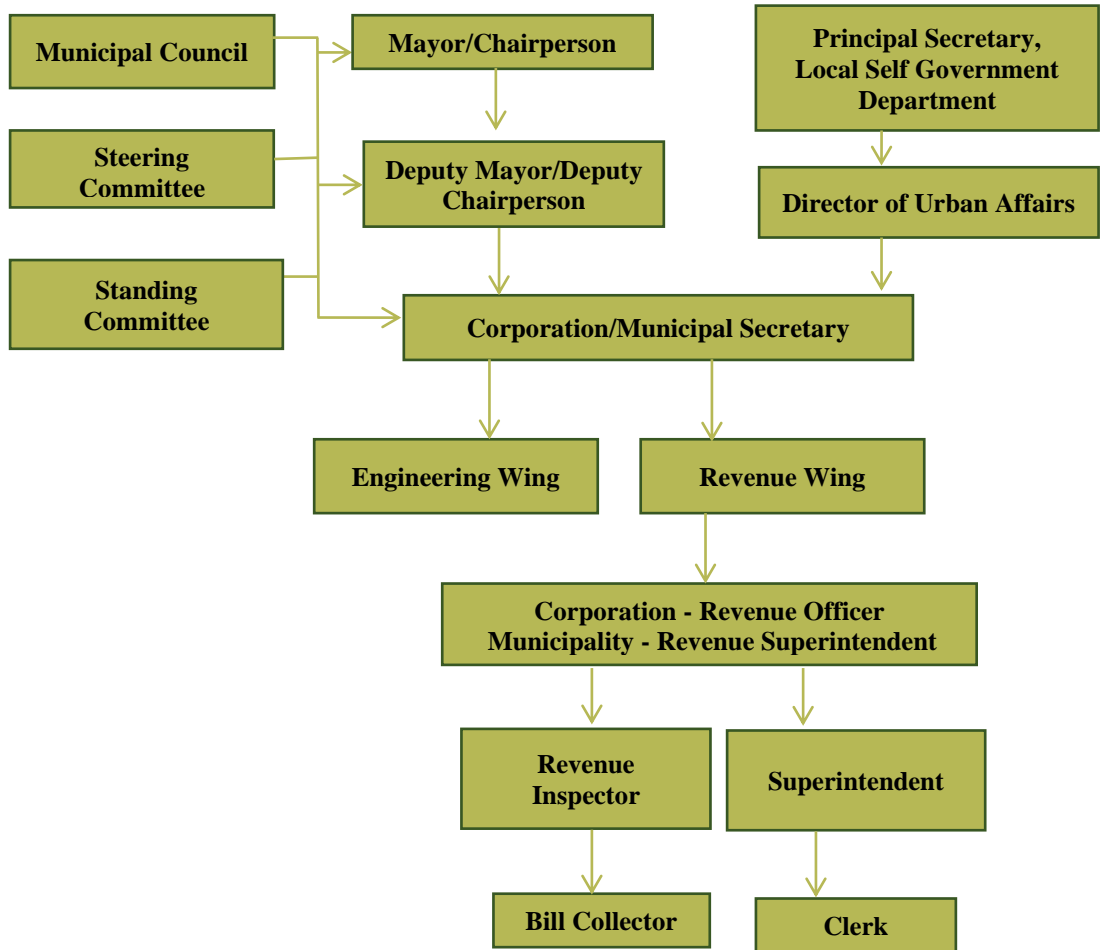 Municipal Council
Mayor/Chairperson
Principal Secretary,
Local Self Government
Department
Steering
Committee
Deputy Mayor/Deputy
Chairperson
Director of Urban Affairs
Standing
Committee
Corporation/Municipal Secretary
Engineering Wing
Revenue Wing
Corporation - Revenue Officer
Municipality - Revenue Superintendent
Revenue
Inspector
Superintendent
Bill Collector
Clerk